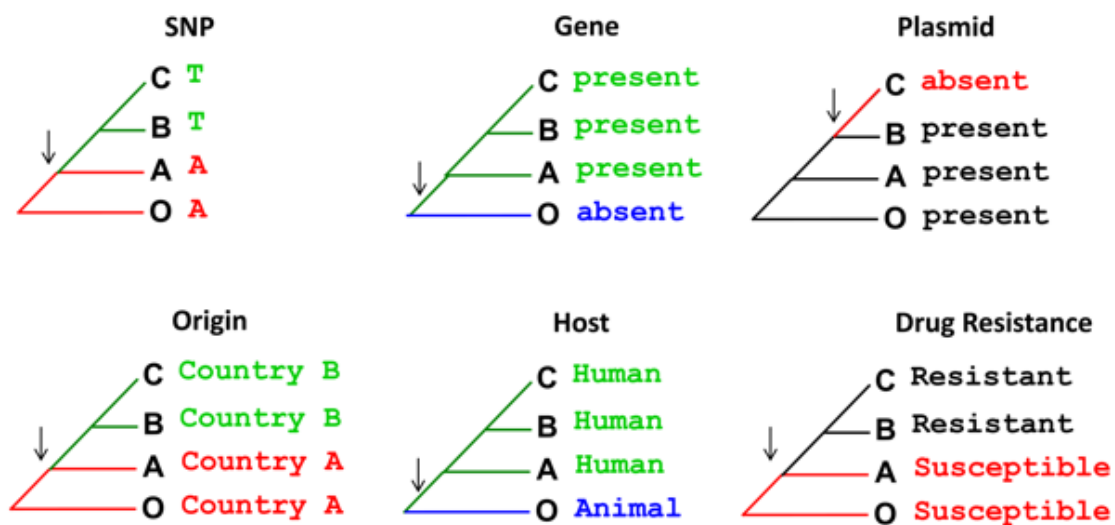 SNP
C T
B T
A A
O A
Gene
C present
B present
A present
O absent
Plasmid
C absent
B present
A present
O present
Origin
C Country B
B Country B
A Country A
O Country A
Host
C Human
B Human
A Human
O Animal
Drug Resistance
C Resistant
B Resistant
A Susceptible
O Susceptible